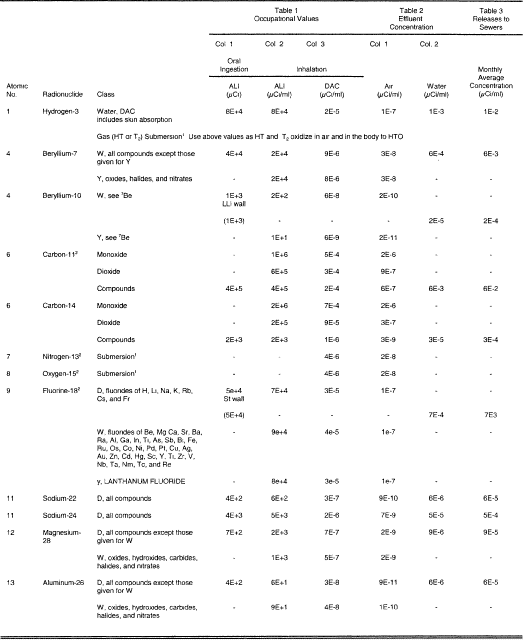 Table 1 Table 2 Table 3
Occupational Values Effluent Releases to
Concentration Sewers
Col 1 Col 2 Col 3 Col 1 Col. 2
Oral
Ingestion Inhalation Monthly
Average
Atomic ALI ALI DAC Air Water Concentration
No. Radionuclide Class (µCi) (µCi/ml) (µCi/ml) (µCi/ml) (µCi/ml) (µCi/ml)
1 Hydrogen-3 Water, DAC 8E+4 8E+4 2E-5 1E-7 1E-3 1E-2
includes skin absorption
Gas (HT or T2) Submersion¹ Use above values as HT and T2 oxidize in air and in the body to HTO
4 Beryllium-7 W, all compounds except those 4E+4 2E+4 9E-6 3E-8 6E-4 6E-3
given for Y
Y, oxides, halides, and nitrates - 2E+4 8E-6 3E-8 - -
4 Beryllium-10 W, see ⁷Be 1E+3 2E+2 6E-8 2E-10
LLI wall
(1E+3) - - - 2E-5 2E-4
Y, see ⁷Be - 1E+1 6E-9 2E-11 - -
6 Carbon-11² Monoxide - 1E+6 5E-4 2E-6 - -
Dioxide - 6E+5 3E-4 9E-7 - -
Compounds 4E+5 4E+5 2E-4 6E-7 6E-3 6E-2
6 Carbon-14 Monoxide - 2E+6 7E-4 2E-6 - -
Dioxide - 2E+5 9E-5 3E-7 - -
Compounds 2E+3 2E+3 1E-6 3E-9 3E-5 3E-4
7 Nitrogen-13² Submersion¹ - - 4E-6 2E-8 - -
8 Oxygen-15² Submersion¹ - - 4E-6 2E-8 - -
9 Fluorine-18² D, fluorides of H, Li, Na, K, Rb, 5e+4 7E+4 3E-5 1E-7
Cs, and Fr St wall
(5E+4) - - - 7E-4 7E3
W, fluorides of Be, Mg Ca, Sr. Ba, - 9e+4 4e-5 1e-7 - -
Ra, Al, Ga, In, Ti, As, Sb, Bi, Fe,
Ru, Os, Co, Ni, Pd, Pt, Cu, Ag,
Au, Zn, Cd, Hg, Sc, Y, Ti, Zr, V,
Nb, Ta, Nm, Tc, and Re
y, LANTHANUM FLUORIDE - 8e+4 3e-5 1e-7 - -
11 Sodium-22 D, all compounds 4E+2 6E+2 3E-7 9E-10 6E-6 6E-5
11 Sodium-24 D, all compounds 4E+3 5E+3 2E-6 7E-9 5E-5 5E-4
12 Magnesium- D, all compounds except those 7E+2 2E+3 7E-7 2E-9 9E-6 9E-5
28 given for W
W, oxides, hydroxides, carbides, - 1E+3 5E-7 2E-9 - -
halides, and nitrates
13 Aluminum-26 D, all compounds except those 4E+2 6E+1 3E-8 9E-11 6E-6 6E-5
given for W
W, oxides, hydroxides, carbides, - 9E+1 4E-8 1E-10 - -
halides, and nitrates